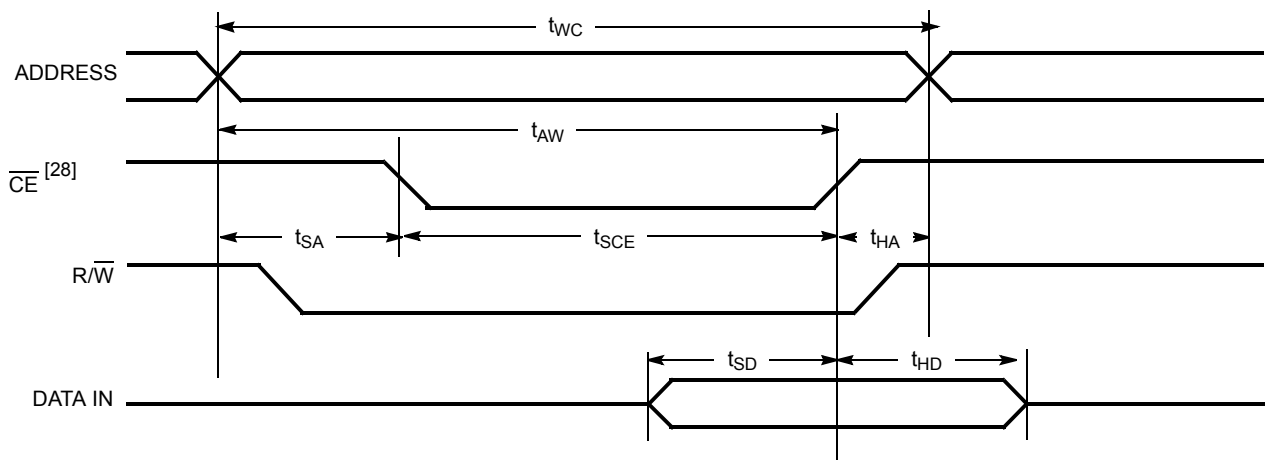 tWC
ADDRESS
tAW
CE [28]
tSA
tSCE
tHA
R/W
tSD
tHD
DATA IN